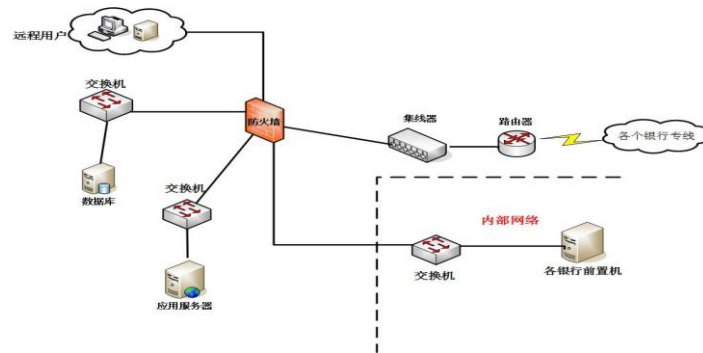 远程用户
交换机
防火墙
集线器
路由器
各个银行专线
数据库
交换机
内部网络
交换机
各银行前置机
应用服务器